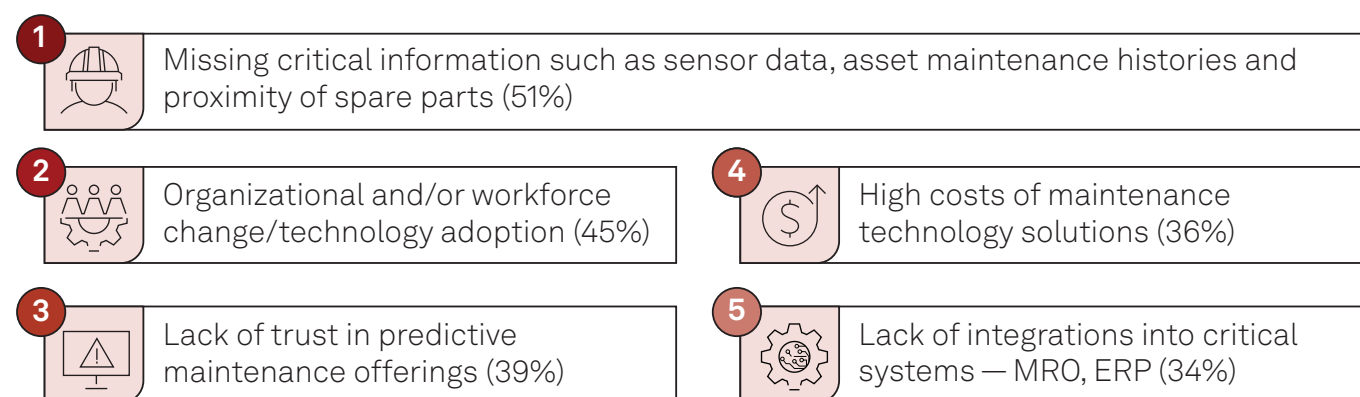 1
Missing critical information such as sensor data, asset maintenance histories and
proximity of spare parts (51%)
2
Organizational and/or workforce
change/technology adoption (45%)
3
Lack of trust in predictive
maintenance offerings (39%)
4
High costs of maintenance
technology solutions (36%)
5
Lack of integrations into critical
systems — MRO, ERP (34%)